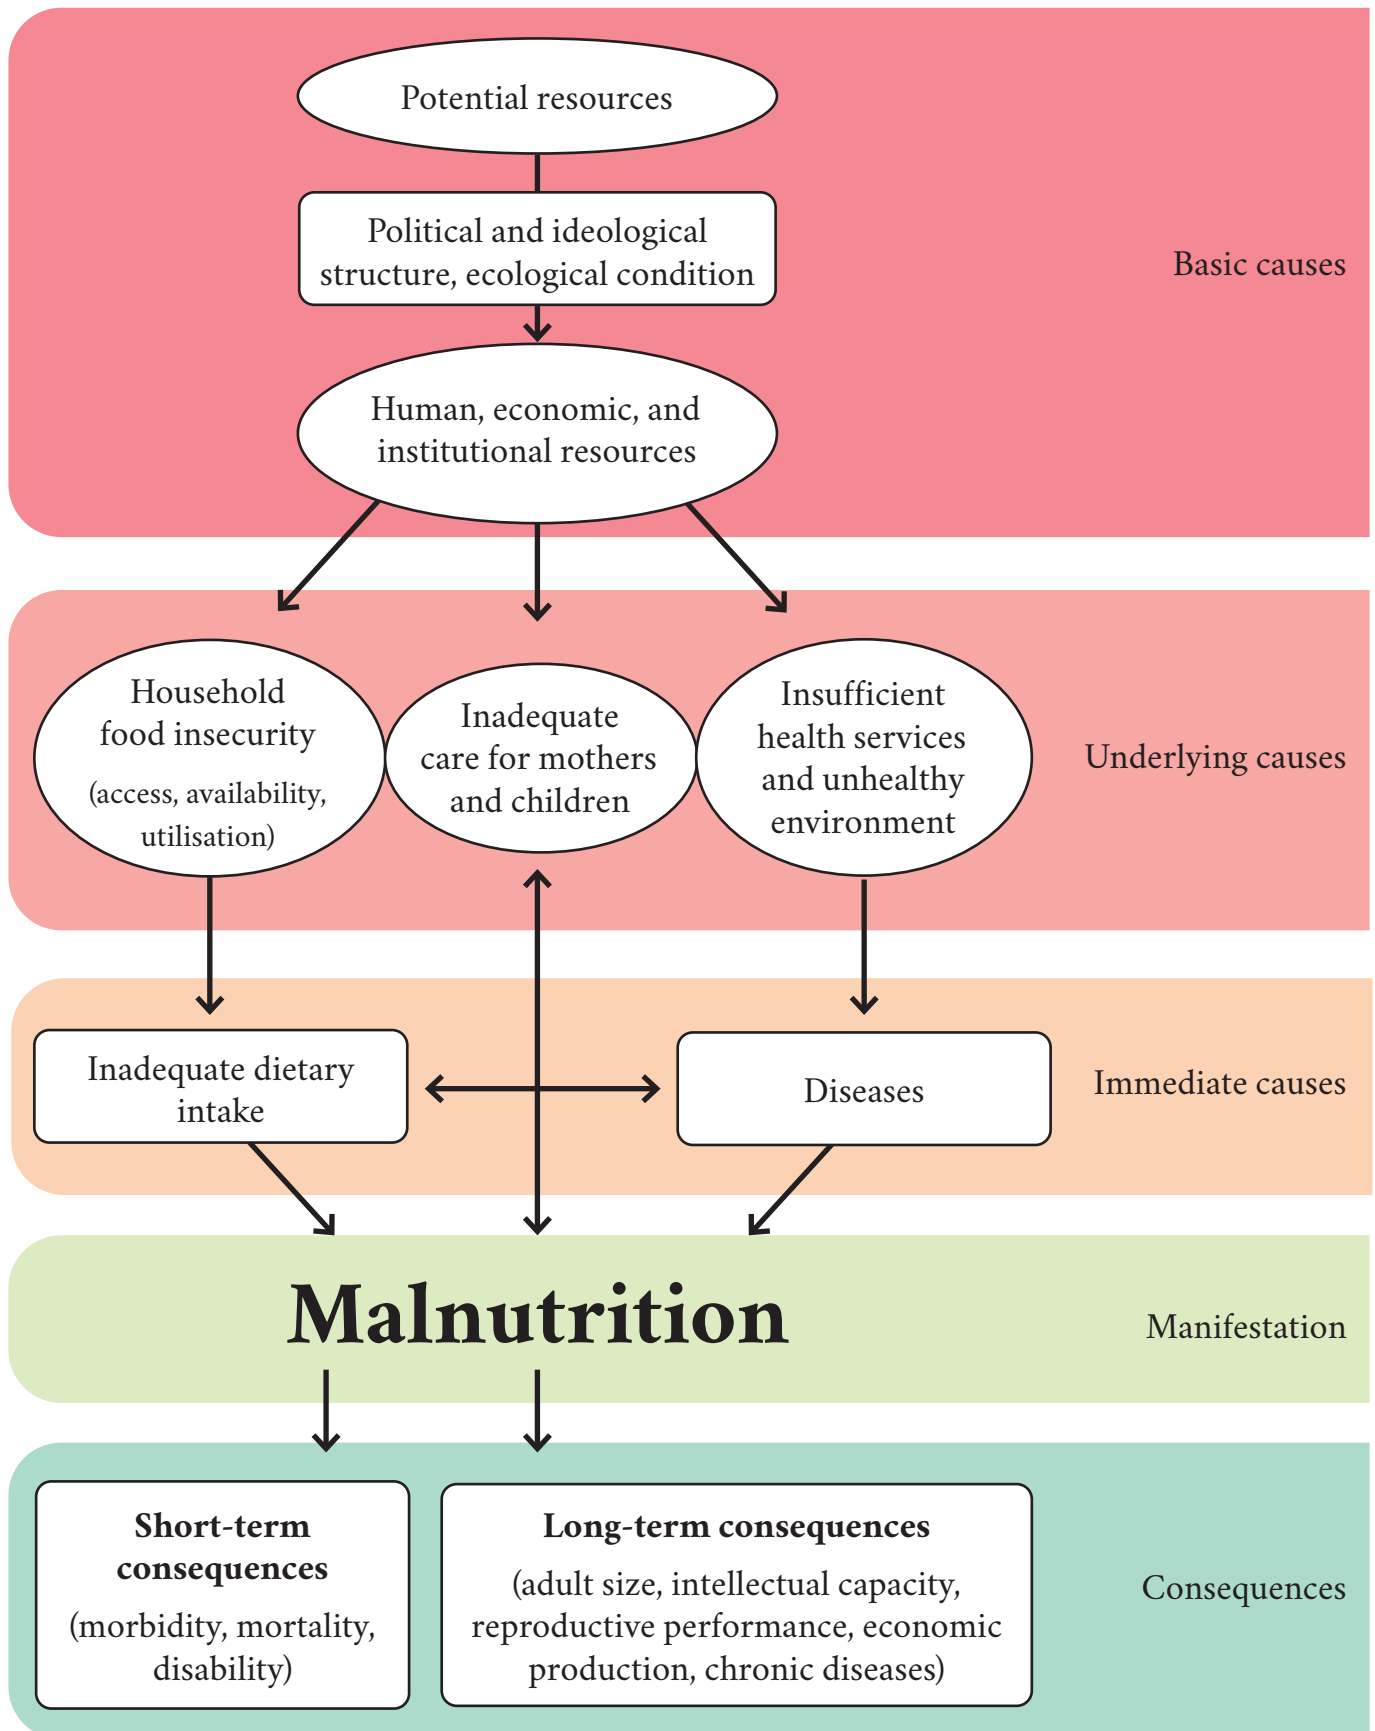 Potential resources
Political and ideological
structure, ecological condition
Basic causes
Human, economic, and
institutional resources
Household
food insecurity
(access, availability,
utilisation)
Inadequate
care for mothers
and children
Insufficient
health services
and unhealthy
environment
Underlying causes
Inadequate dietary
intake
Diseases
Immediate causes
Malnutrition
Manifestation
Short-term
consequences
(morbidity, mortality,
disability)
Long-term consequences
(adult size, intellectual capacity,
reproductive performance, economic
production, chronic diseases)
Consequences